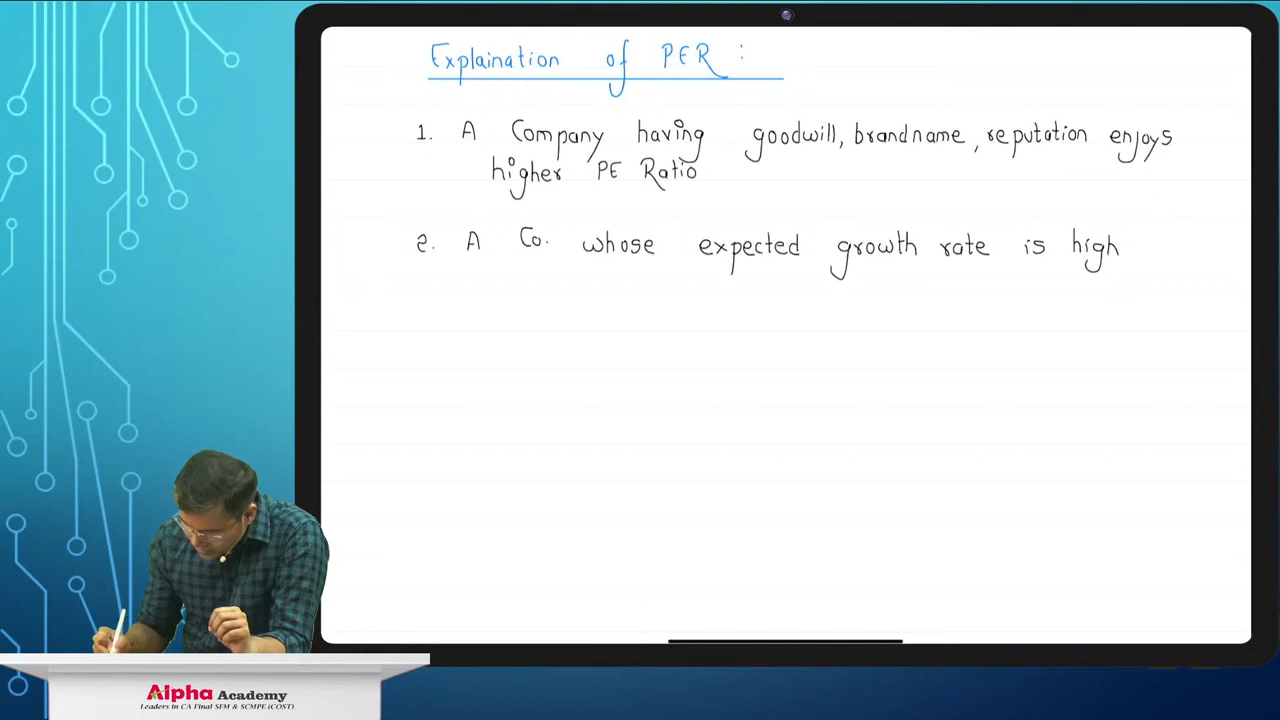 Explaination of PER :
1. A Company having goodwill, brandname, reputation enjoys
higher PE Ratio
2. A Co. whose expected growth rate is high
Alpha Academy
Leaders in CA Final SFM & SCMPE (COST)